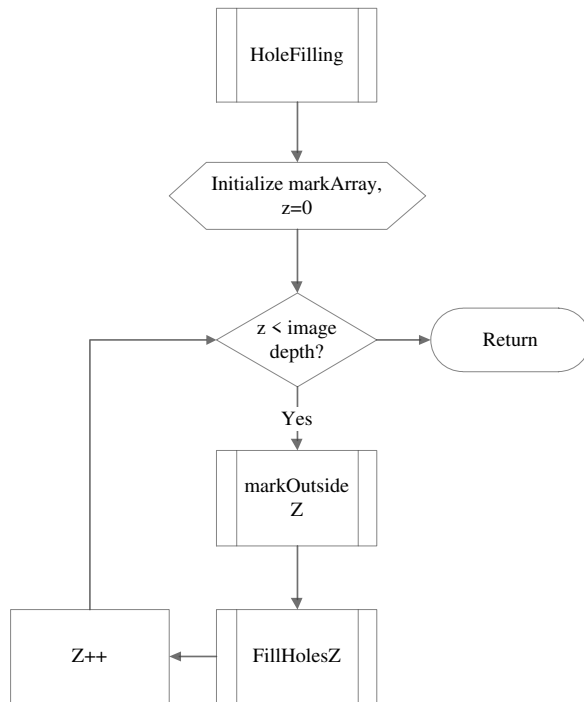 HoleFilling
Initialize markArray,
z=0
z < image
depth?
Return
Yes
markOutside
Z
Z++
FillHolesZ